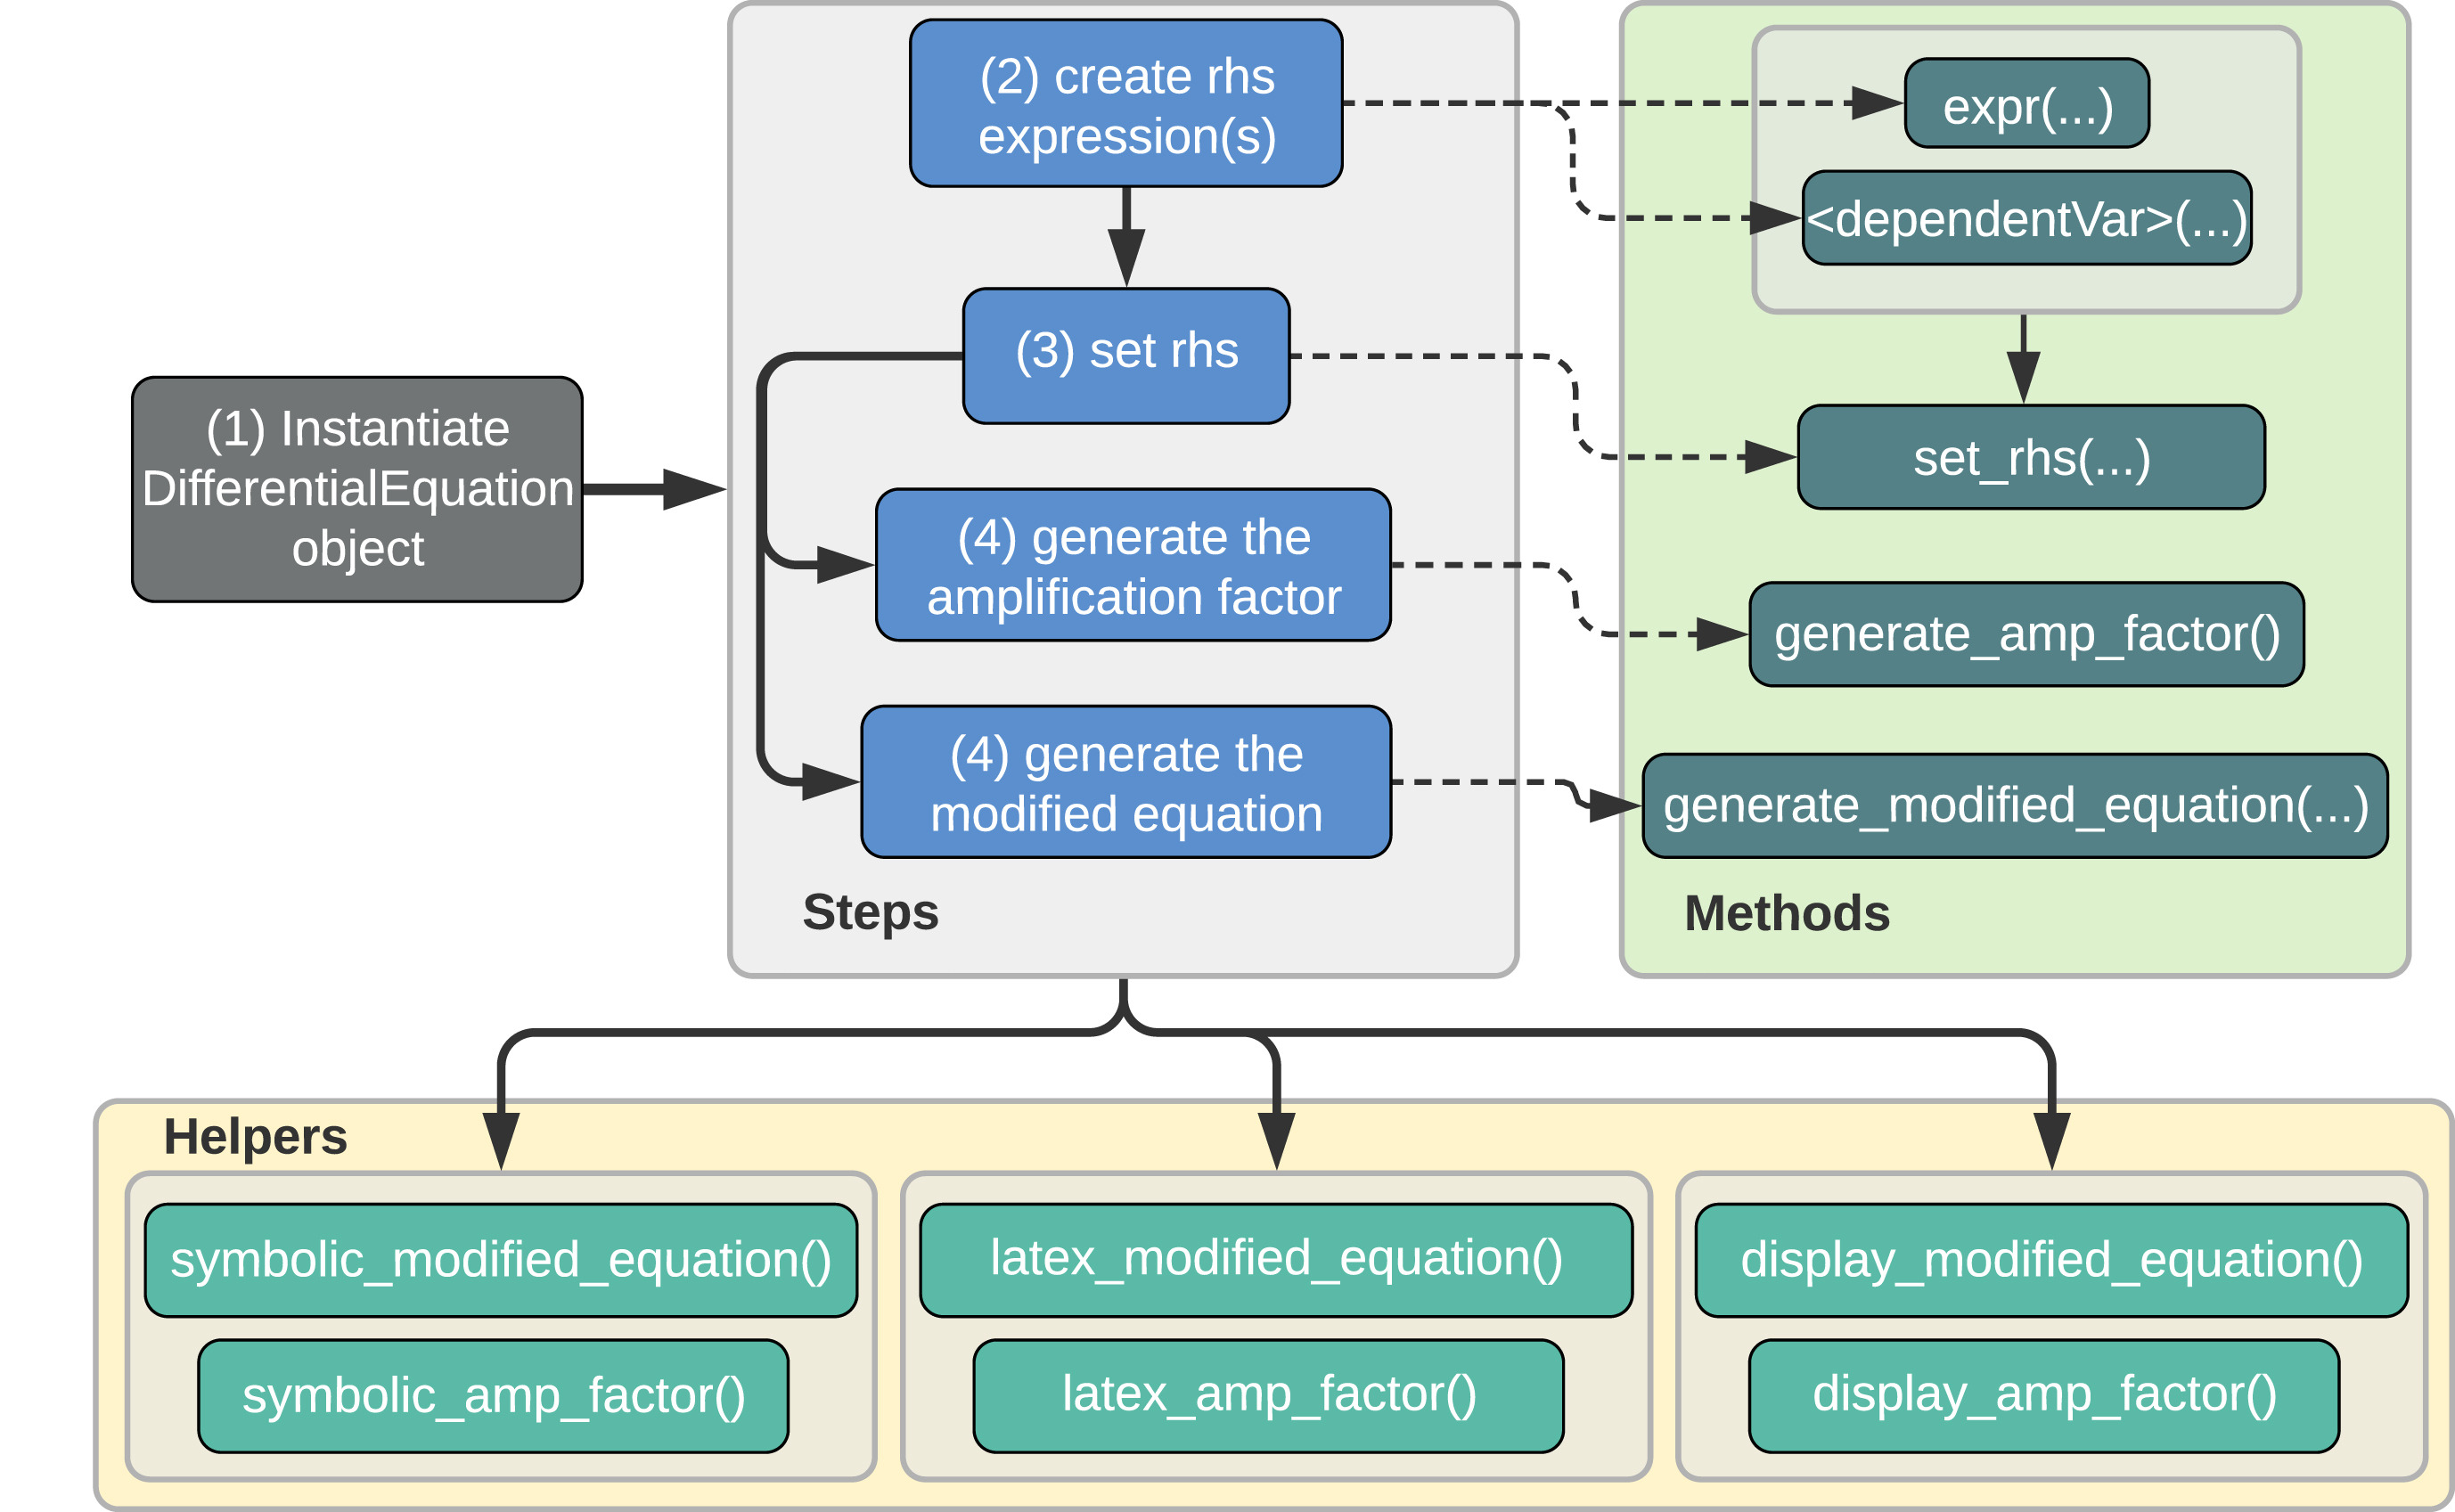 (1) Instantiate
DifferentialEquation
object
(2) create rhs
expression(s)
(3) set rhs
(4) generate the
amplification factor
(4) generate the
modified equation
Steps
expr(...)
<dependentVar>(...)
set_rhs(...)
generate_amp_factor()
generate_modified_equation(...)
Methods
Helpers
symbolic_modified_equation()
symbolic_amp_factor()
latex_modified_equation()
latex_amp_factor()
display_modified_equation()
display_amp_factor()